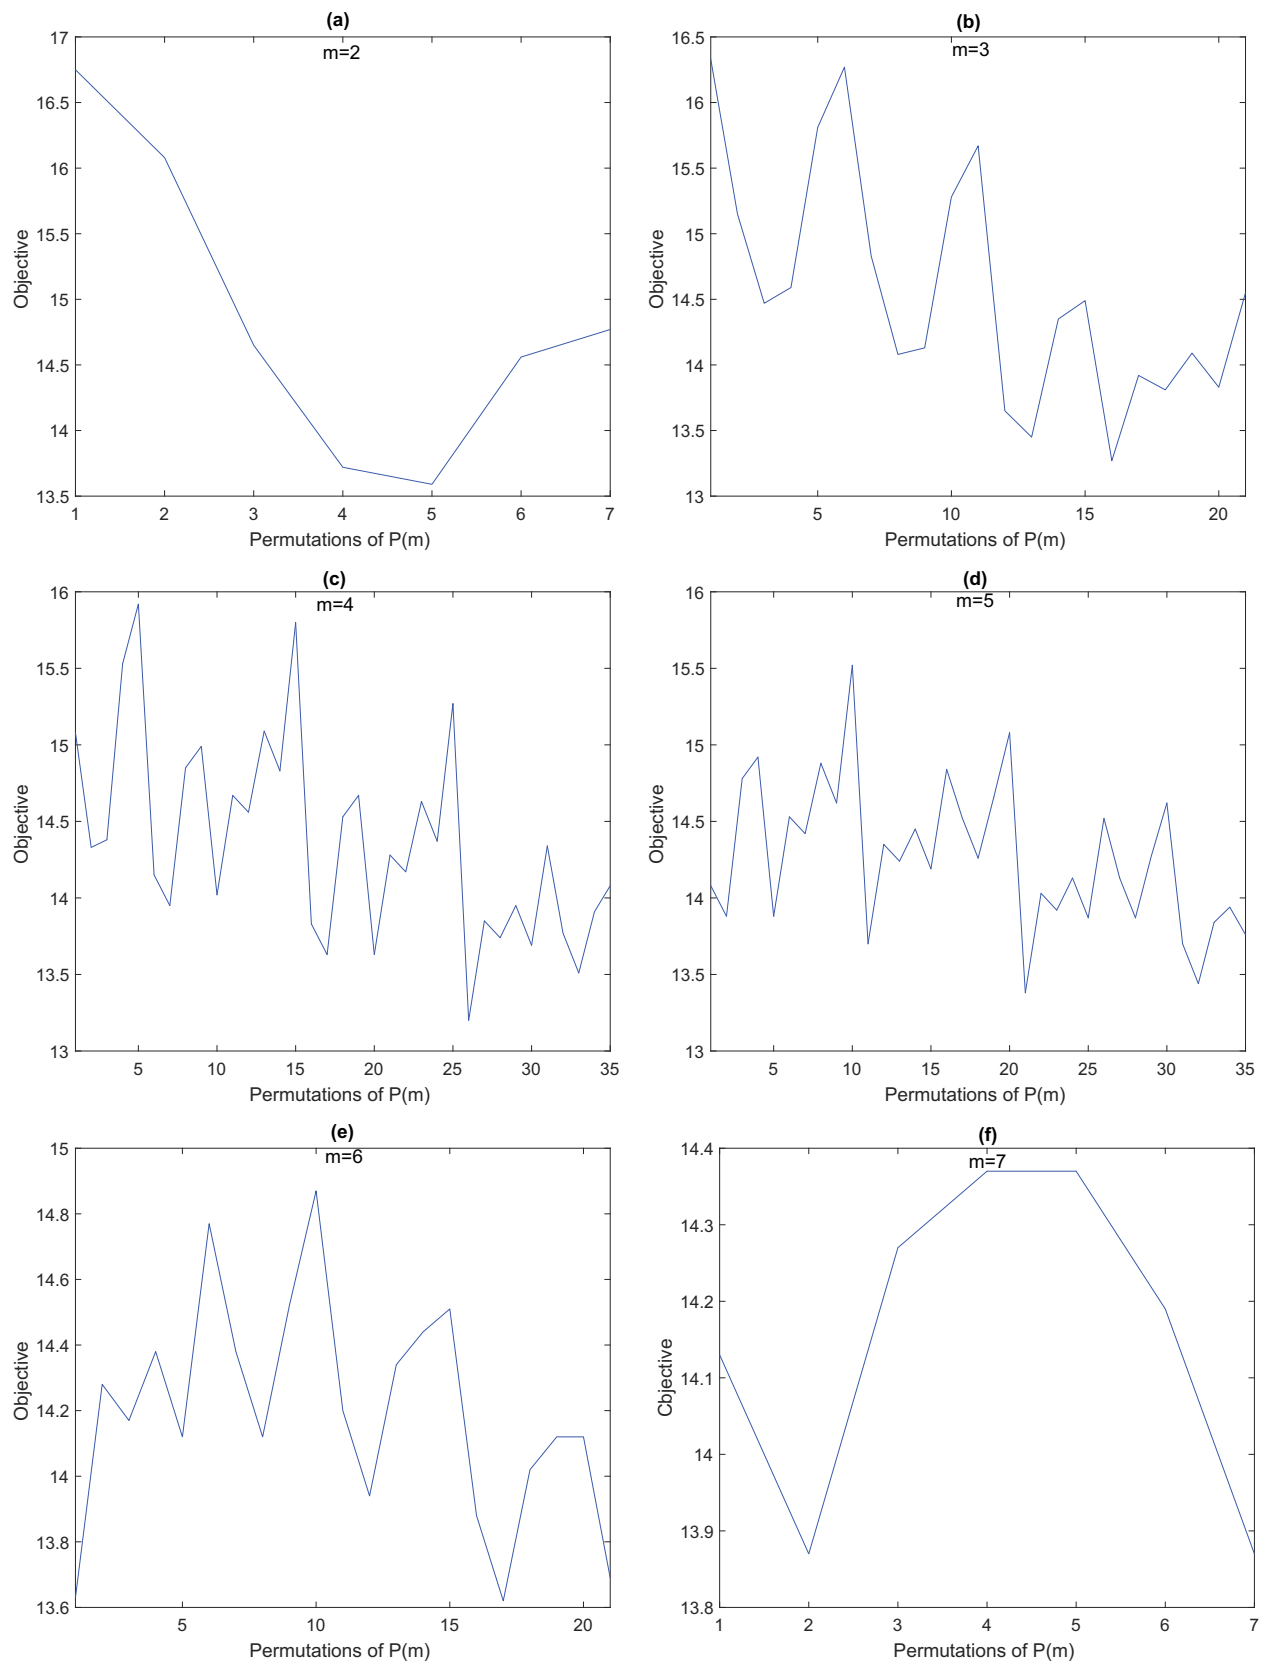 (a)
m=2
17
16.5
16
15.5
15
14.5
14
13.5
Objective
1 2 3 4 5 6 7
Permutations of P(m)
(b)
m=3
16.5
16
15.5
15
14.5
14
13.5
13
Objective
5 10 15 20
Permutations of P(m)
(c)
m=4
16
15.5
15
14.5
14
13.5
13
Objective
5 10 15 20 25 30 35
Permutations of P(m)
(d)
m=5
16
15.5
15
14.5
14
13.5
13
Objective
5 10 15 20 25 30 35
Permutations of P(m)
(e)
m=6
15
14.8
14.6
14.4
14.2
14
13.8
13.6
Objective
5 10 15 20
Permutations of P(m)
(f)
m=7
14.4
14.3
14.2
14.1
14
13.9
13.8
Cbjective
1 2 3 4 5 6 7
Permutations of P(m)